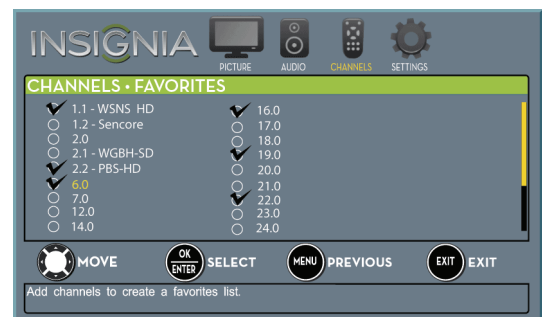 INSIGNIA
PICTURE
AUDIO
CHANNELS
SETTINGS
CHANNELS • FAVORITES
1.1 - WSNS HD
1.2 - Sencore
2.0
2.1 - WGBH-SD
2.2 - PBS-HD
6.0
7.0
12.0
14.0
16.0
17.0
18.0
19.0
20.0
21.0
22.0
23.0
24.0
MOVE
OK
ENTER
SELECT
MENU
PREVIOUS
EXIT
EXIT
Add channels to create a favorites list.